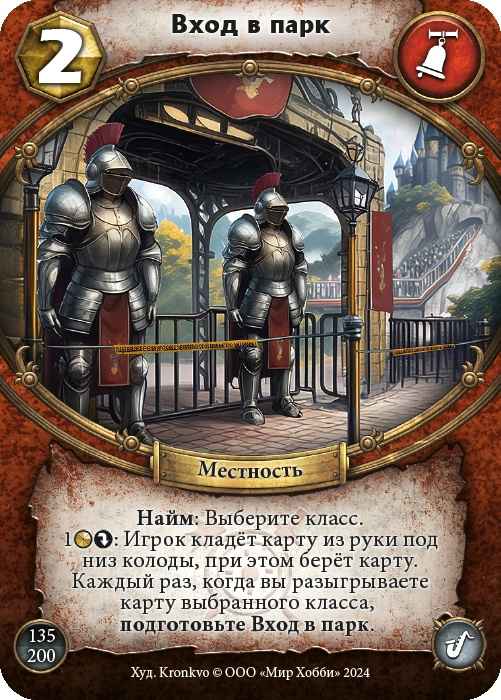 Вход в парк
2
Местность
Найм: Выберите класс.
1: Игрок кладёт карту из руки под
низ колоды, при этом берёт карту.
Каждый раз, когда вы разыгрываете
карту выбранного класса,
подготовьте Вход в парк.
135
200
Худ. Kronkvo © ООО «Мир Хобби» 2024